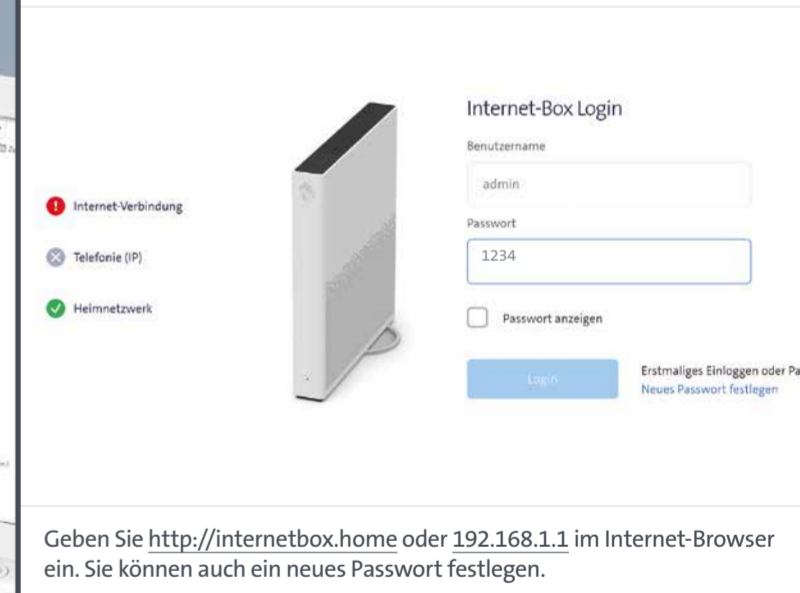 Internet-Verbindung
Telefonie (IP)
Heimnetzwerk
Internet-Box Login
Benutzername
admin
Passwort
1234
Passwort anzeigen
Login
Erstmaliges Einloggen oder Pa
Neues Passwort festlegen
Geben Sie http://internetbox.home oder 192.168.1.1 im Internet-Browser
ein. Sie können auch ein neues Passwort festlegen.